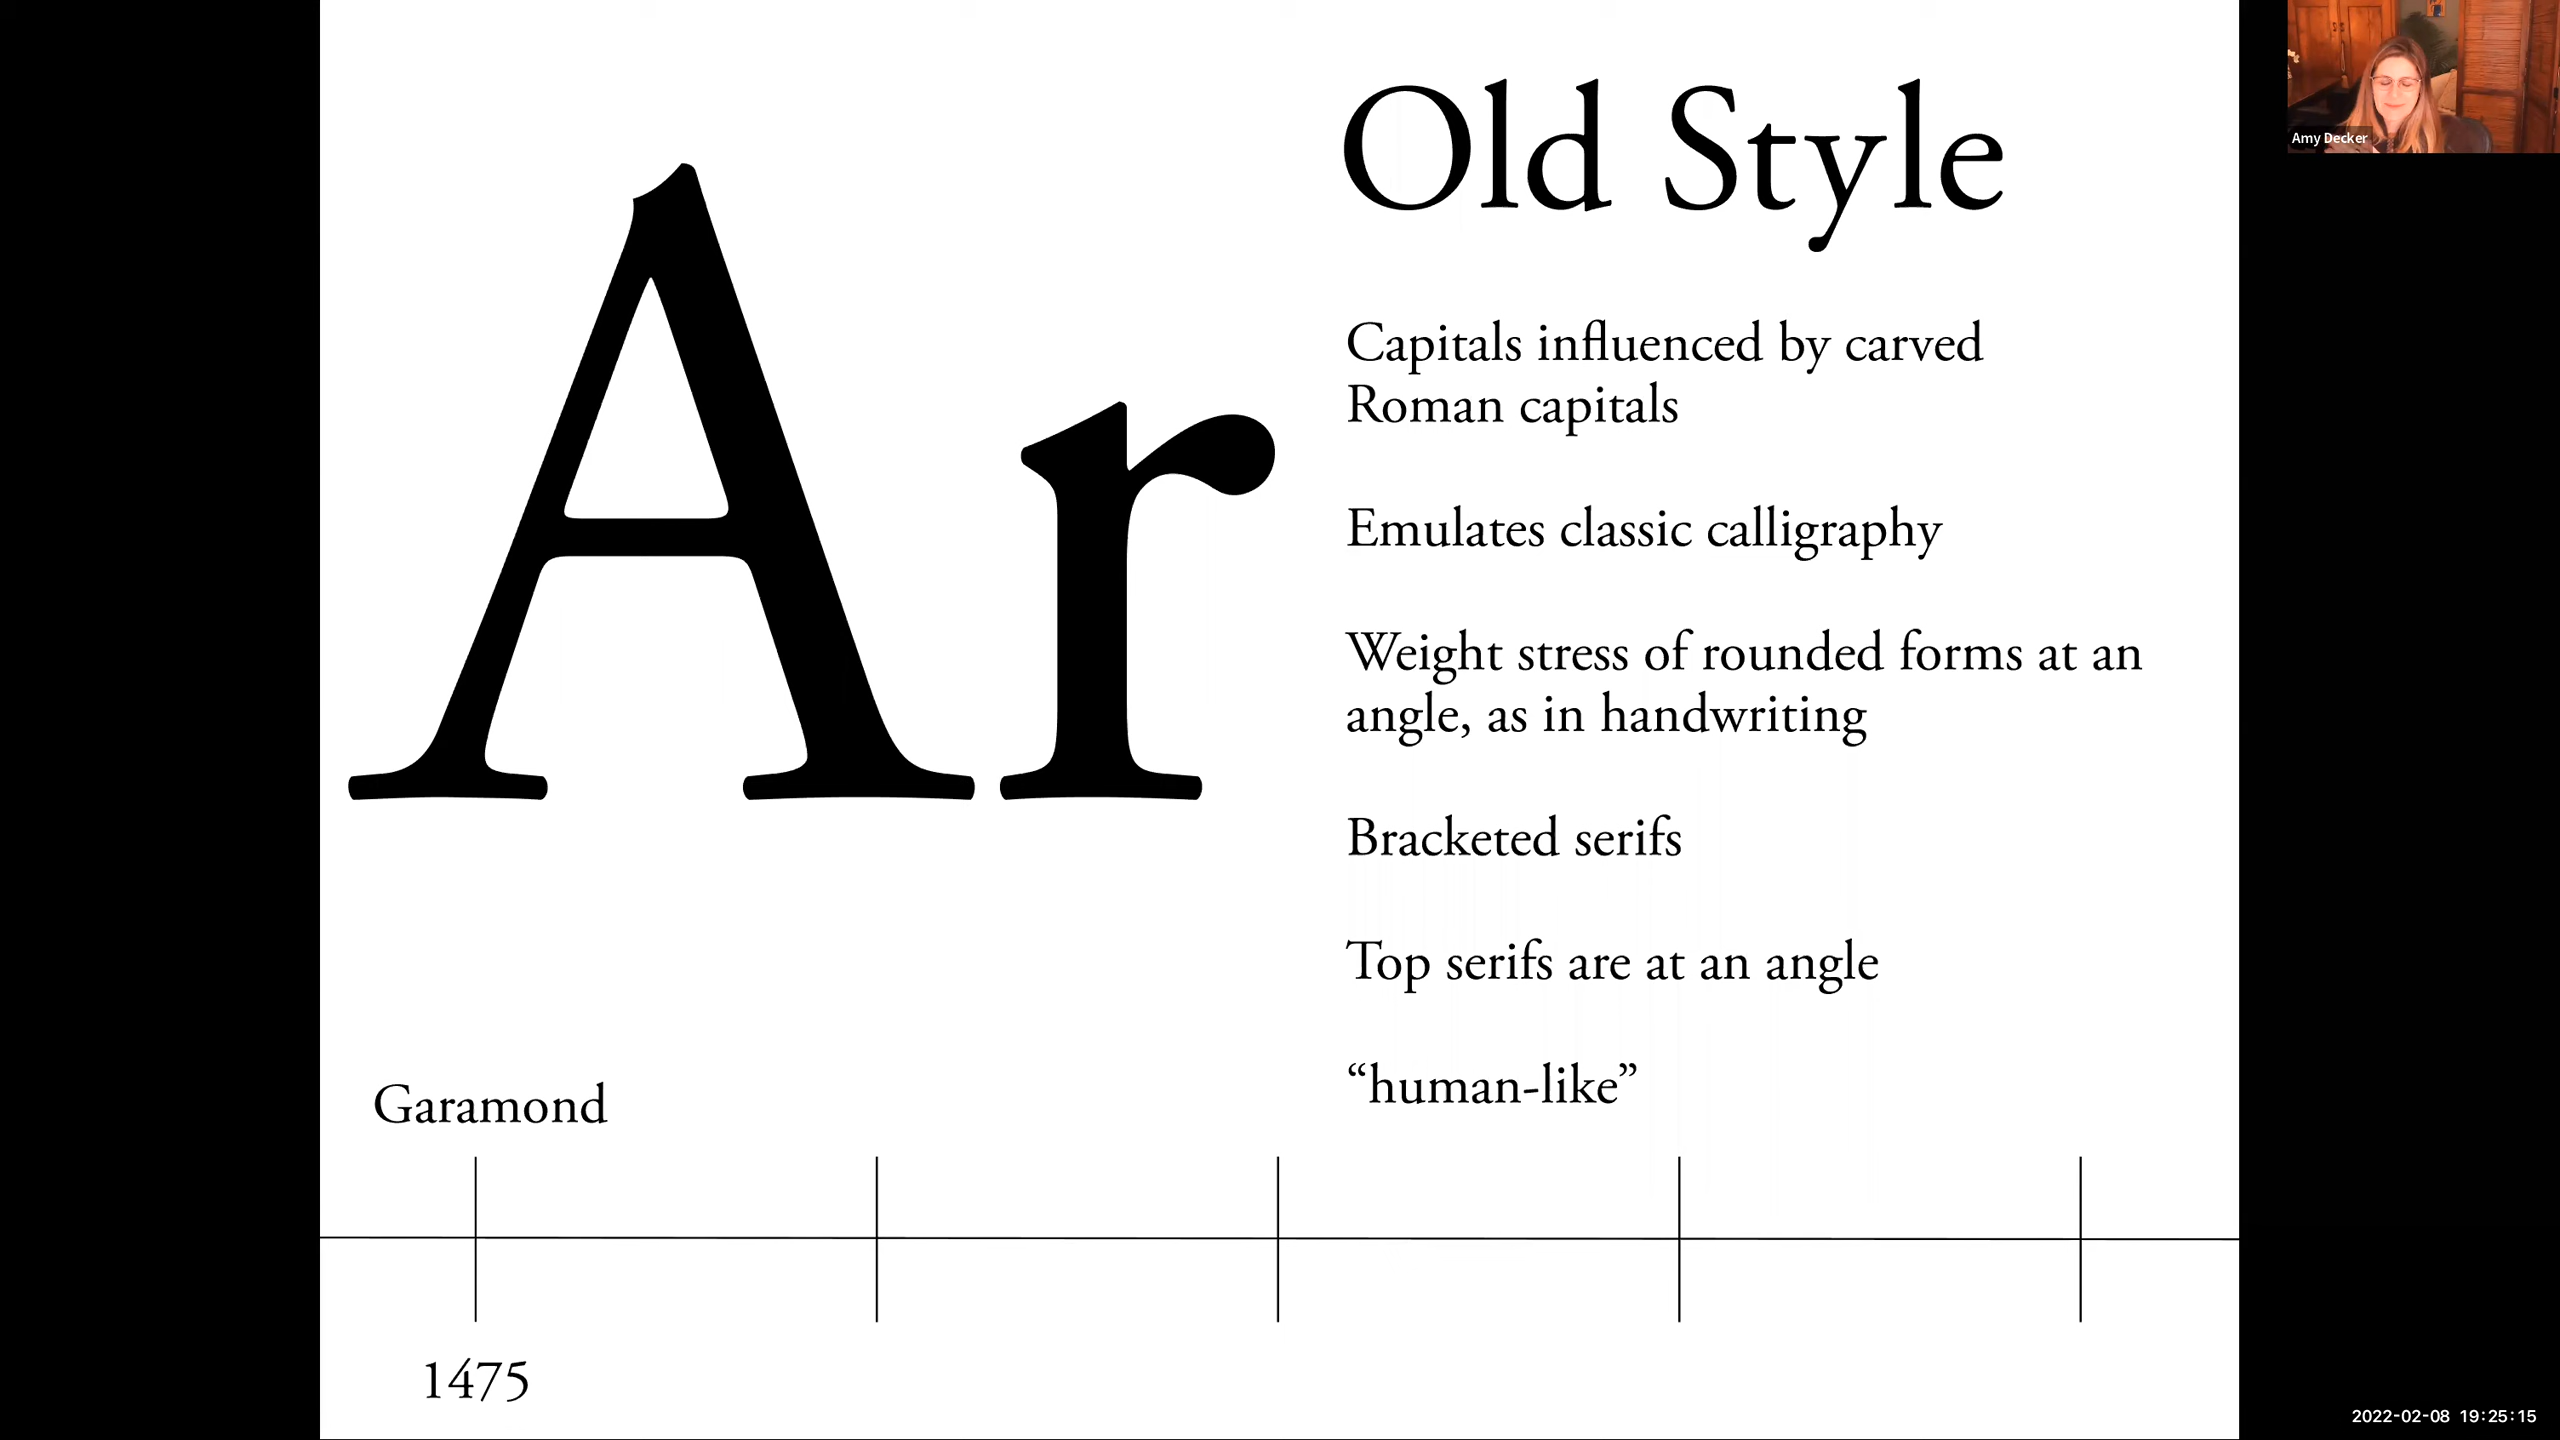 Ar
Old Style
Capitals influenced by carved
Roman capitals
Emulates classic calligraphy
Weight stress of rounded forms at an
angle, as in handwriting
Bracketed serifs
Top serifs are at an angle
“human-like”
Garamond
1475
Amy Decker
2022-02-08 19:25:15